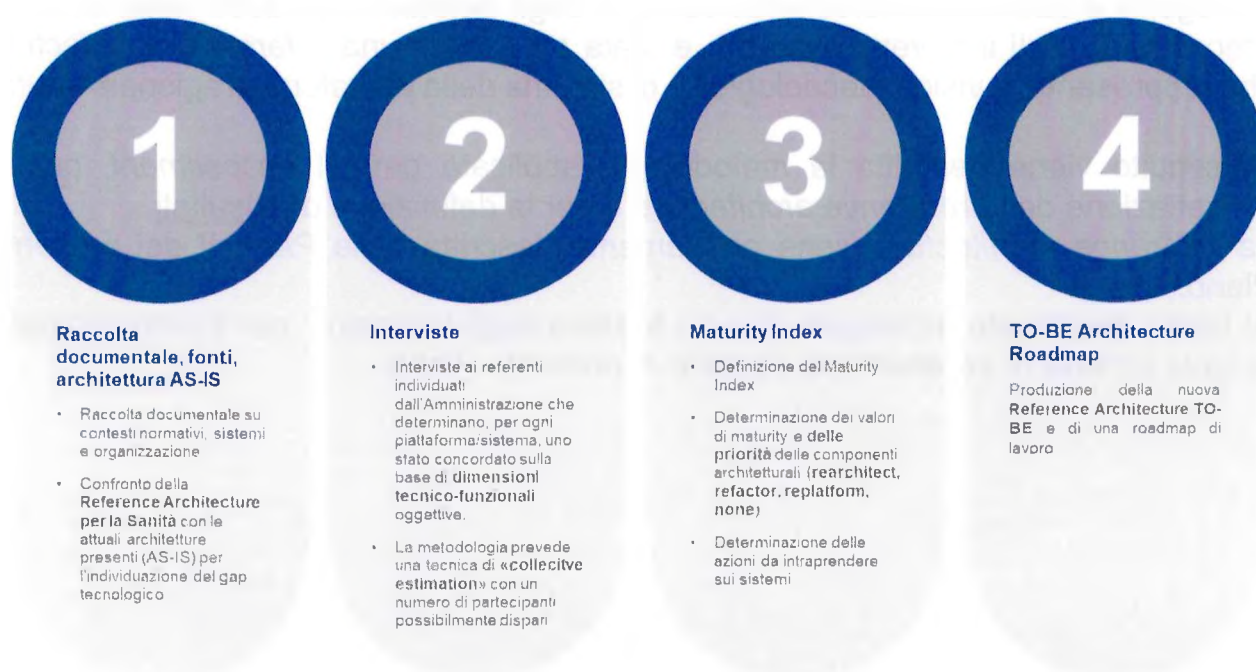 1
2
3
4
Raccolta
documentale, fonti,
architettura AS-IS
• Raccolta documentale su
contesti normativi, sistemi
e organizzazione
• Confronto della
Reference Architecture
per la Sanità con le
attuali architetture
presenti (AS-IS) per
l'individuazione del gap
tecnologico
Interviste
• Interviste ai referenti
individuati
dall'Amministrazione che
determinano, per ogni
piattaforma/sistema, uno
stato concordato sulla
base di dimensioni
tecnico-funzionali
oggettive.
• La metodologia prevede
una tecnica di «collecitve
estimation» con un
numero di partecipanti
possibilmente dispari
Maturity Index
• Definizione del Maturity
Index
• Determinazione dei valori
di maturity e delle
priorità delle componenti
architetturali (rearchitect,
refactor, replatform,
none)
• Determinazione delle
azioni da intraprendere
sui sistemi
TO-BE Architecture
Roadmap
Produzione della nuova
Reference Architecture TO-
BE e di una roadmap di
lavoro